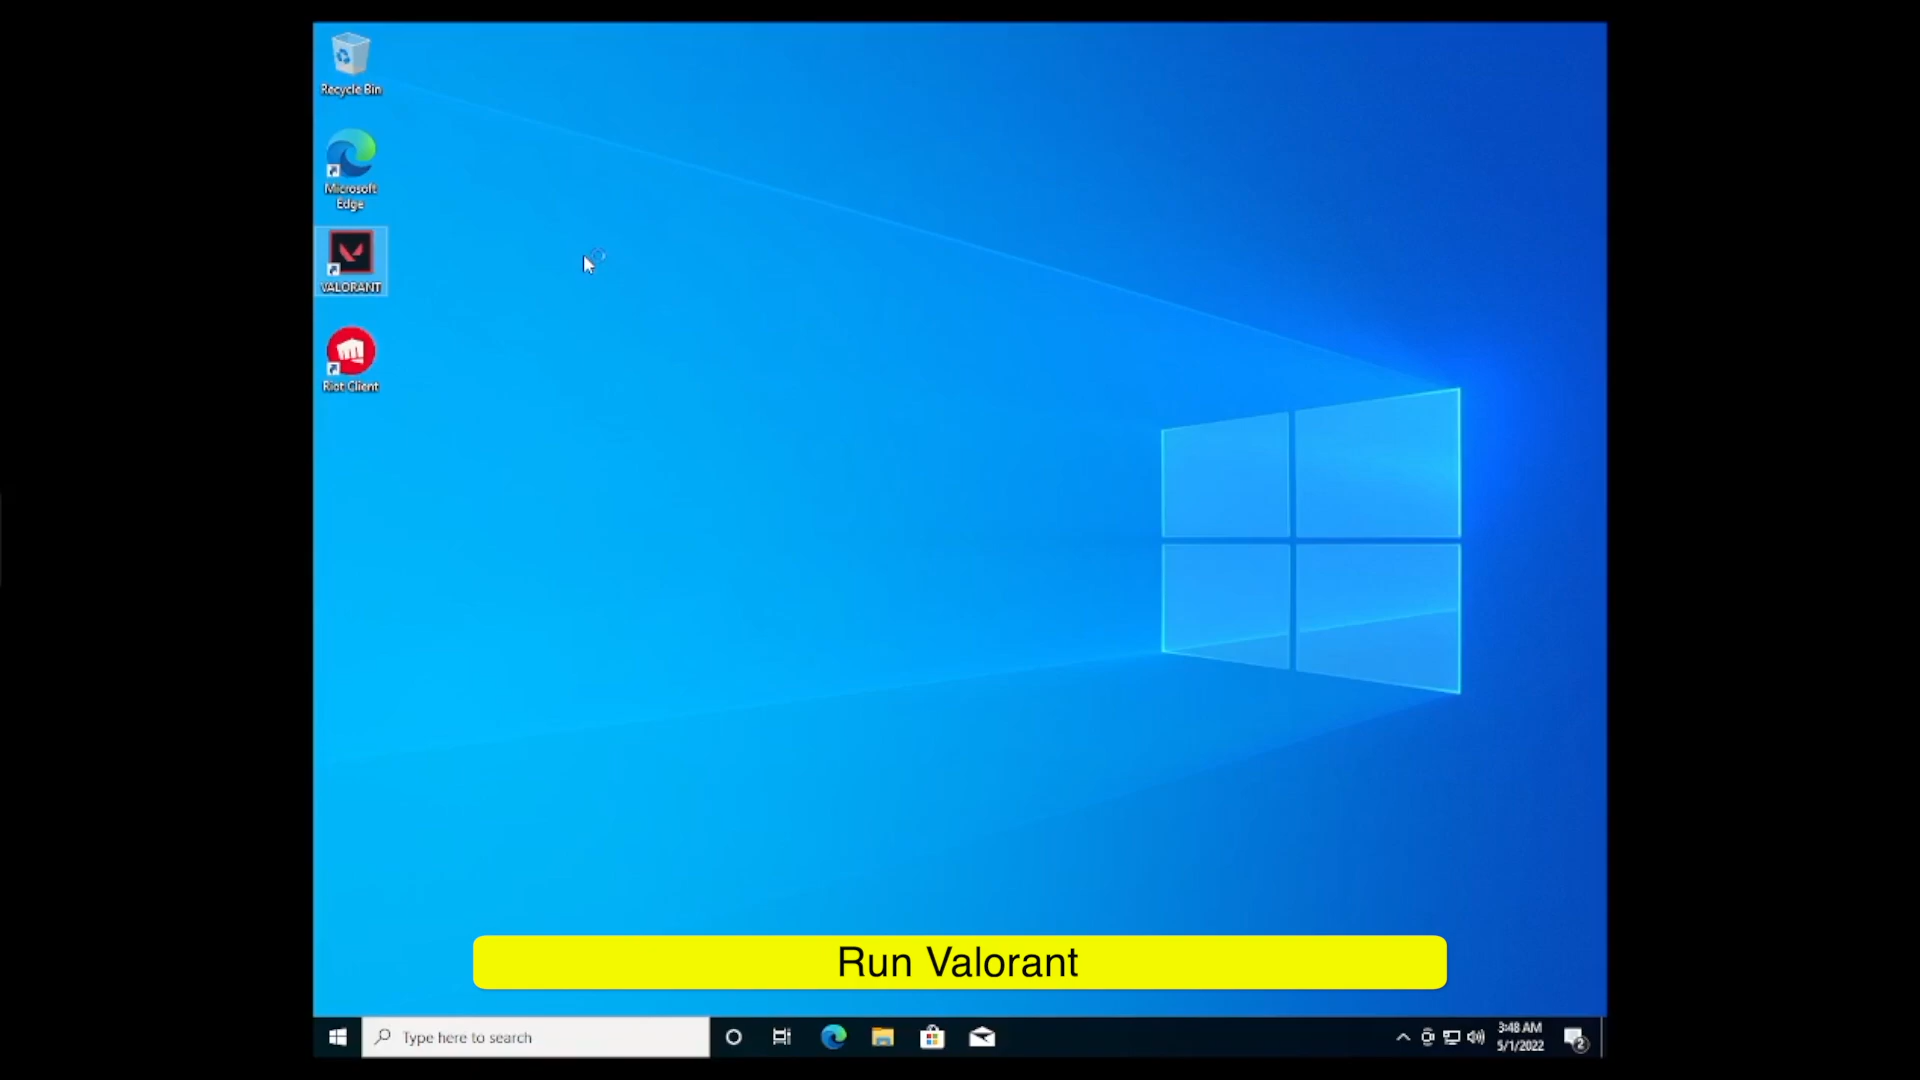 Recycle Bin
Microsoft
Edge
VALORANT
Riot Client
Run Valorant
Type here to search
3:48 AM
5/1/2022
2